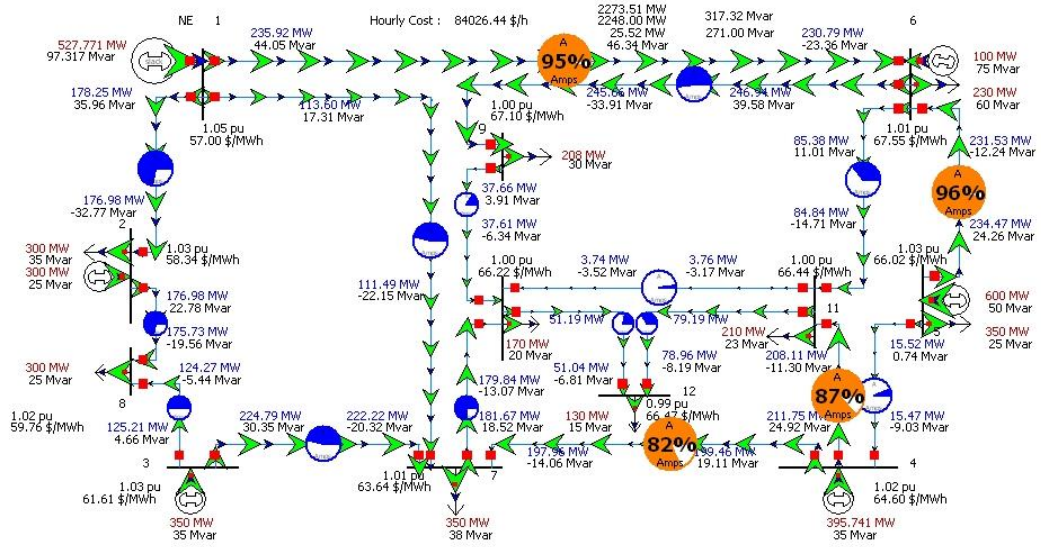 NE 1
Hourly Cost : 84026.44 $/h
2273.51 MW
2248.00 MW
25.52 MW
46.34 Mvar
317.32 Mvar
271.00 Mvar
6
527.771 MW
97.317 Mvar
slack
235.92 MW
44.05 Mvar
A
95%
Amps
230.79 MW
-23.36 Mvar
100 MW
75 Mvar
178.25 MW
35.96 Mvar
113.60 MW
17.31 Mvar
245.66 MW
-33.91 Mvar
246.94 MW
39.58 Mvar
230 MW
60 Mvar
1.05 pu
57.00 $/MWh
1.00 pu
67.10 $/MWh
9
1.01 pu
67.55 $/MWh
208 MW
30 Mvar
85.38 MW
11.01 Mvar
231.53 MW
-12.24 Mvar
176.98 MW
-32.77 Mvar
37.66 MW
3.91 Mvar
A
96%
Amps
2
37.61 MW
-6.34 Mvar
84.84 MW
-14.71 Mvar
234.47 MW
24.26 Mvar
300 MW
35 Mvar
300 MW
25 Mvar
1.03 pu
58.34 $/MWh
1.00 pu
66.22 $/MWh
3.74 MW
-3.52 Mvar
3.76 MW
-3.17 Mvar
1.00 pu
66.44 $/MWh
1.03 pu
66.02 $/MWh
111.49 MW
-22.15 Mvar
176.98 MW
22.78 Mvar
175.73 MW
-19.56 Mvar
11
600 MW
50 Mvar
5
350 MW
25 Mvar
51.19 MW
79.19 MW
170 MW
20 Mvar
210 MW
23 Mvar
15.52 MW
0.74 Mvar
300 MW
25 Mvar
124.27 MW
-5.44 Mvar
179.84 MW
-13.07 Mvar
51.04 MW
-6.81 Mvar
78.96 MW
-8.19 Mvar
208.11 MW
-11.30 Mvar
8
12
0.99 pu
66.47 $/MWh
A
87%
Amps
1.02 pu
59.76 $/MWh
125.21 MW
4.66 Mvar
224.79 MW
30.35 Mvar
222.22 MW
-20.32 Mvar
181.67 MW
18.52 Mvar
130 MW
15 Mvar
211.75 MW
24.92 Mvar
15.47 MW
-9.03 Mvar
A
82%
Amps
197.96 MW
-14.06 Mvar
199.46 MW
19.11 Mvar
3
7
4
1.03 pu
61.61 $/MWh
1.01 pu
63.64 $/MWh
1.02 pu
64.60 $/MWh
350 MW
35 Mvar
350 MW
38 Mvar
395.741 MW
35 Mvar